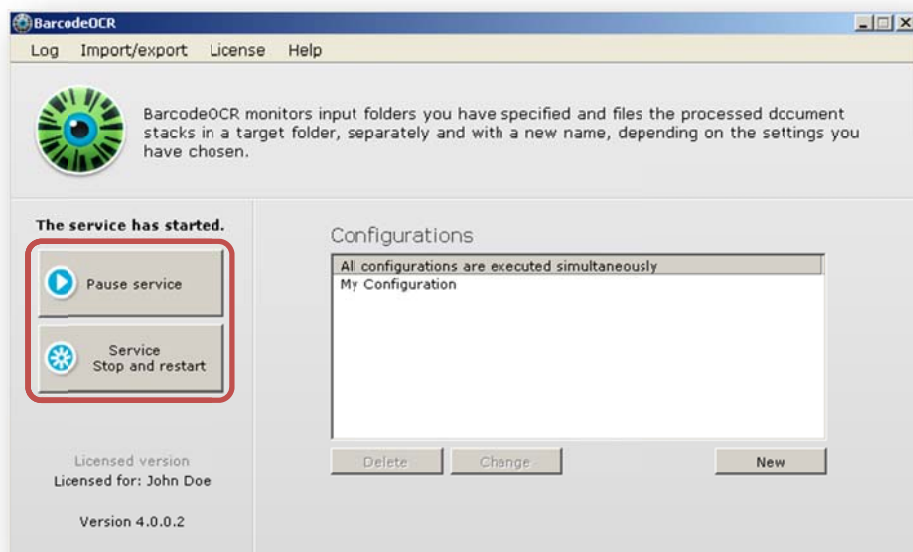 BarcodeOCR
Log Import/export License Help
BarcodeOCR monitors input folders you have specified and files the processed document
stacks in a target folder, separately and with a new name, depending on the settings you
have chosen.
The service has started.
Pause service
Service
Stop and restart
Licensed version
Licensed for: John Doe
Version 4.0.0.2
Configurations
All configurations are executed simultaneously
My Configuration
Delete Change New